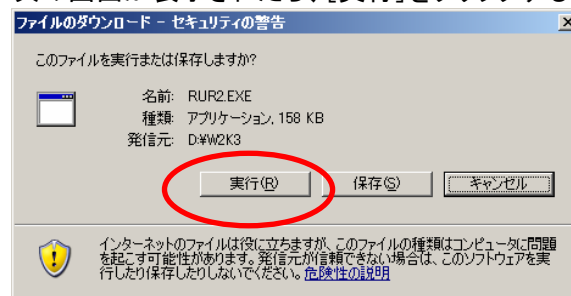 ファイルのダウンロード - セキュリティの警告
このファイルを実行または保存しますか?
名前: RUR2.EXE
種類: アプリケーション, 158 KB
発信元: D:¥W2K3
実行(R) 保存(S) キャンセル
インターネットのファイルは役に立ちますが、このファイルの種類はコンピュータに問題
を起こす可能性があります。発信元が信頼できない場合は、このソフトウェアを実
行したり保存したりしないでください。危険性の説明